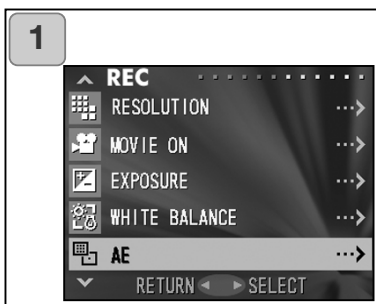 1
REC
RESOLUTION
MOVIE ON
EXPOSURE
WHITE BALANCE
AE
RETURN SELECT